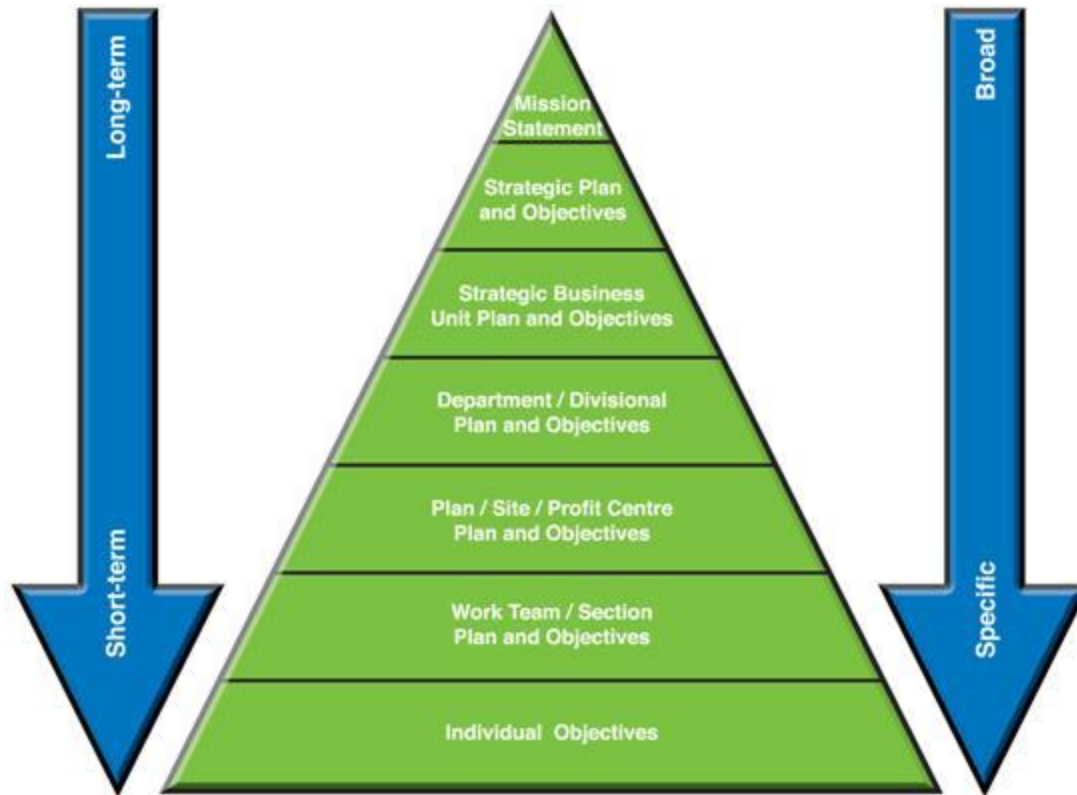 Long-term
Short-term
Mission
Statement
Strategic Plan
and Objectives
Strategic Business
Unit Plan and Objectives
Department / Divisional
Plan and Objectives
Plan / Site / Profit Centre
Plan and Objectives
Work Team / Section
Plan and Objectives
Individual Objectives
Broad
Specific